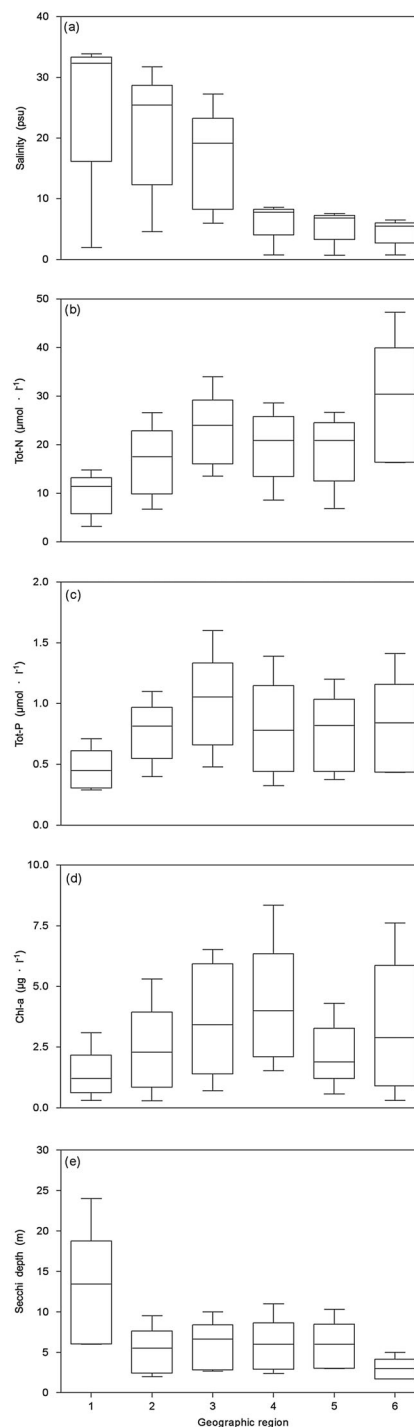 (a)
40
30
20
10
0
Salinity (psu)
(b)
50
40
30
20
10
0
Tot-N (µmol · l⁻¹)
(c)
2.0
1.5
1.0
0.5
0.0
Tot-P (µmol · l⁻¹)
(d)
10.0
7.5
5.0
2.5
0.0
Chl-a (µg · l⁻¹)
(e)
30
25
20
15
10
5
0
Secchi depth (m)
1 2 3 4 5 6
Geographic region